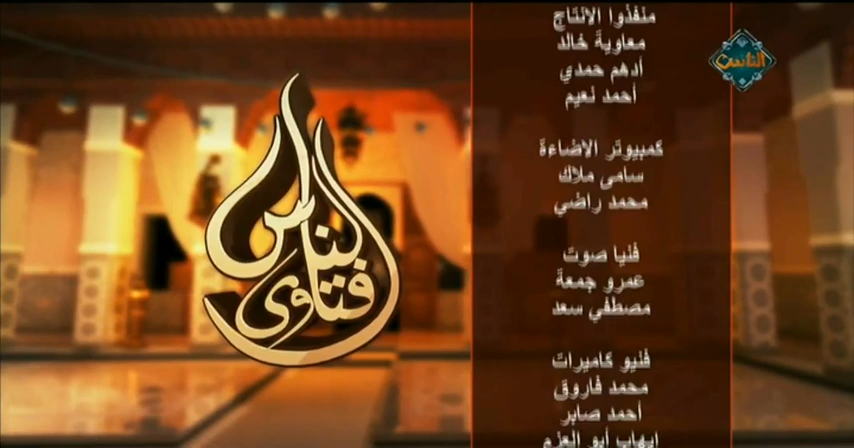 فتاوى الناس
منفذوا الانتاج
معاوية خالد
أدهم حمدي
أحمد نعيم
كمبيوتر الاضاءة
سامى ملاك
محمد راضي
فنيا صوت
عمرو جمعة
مصطفي سعد
فنيو كاميرات
محمد فاروق
أحمد صابر
ايهاب أبو العزم
الناس